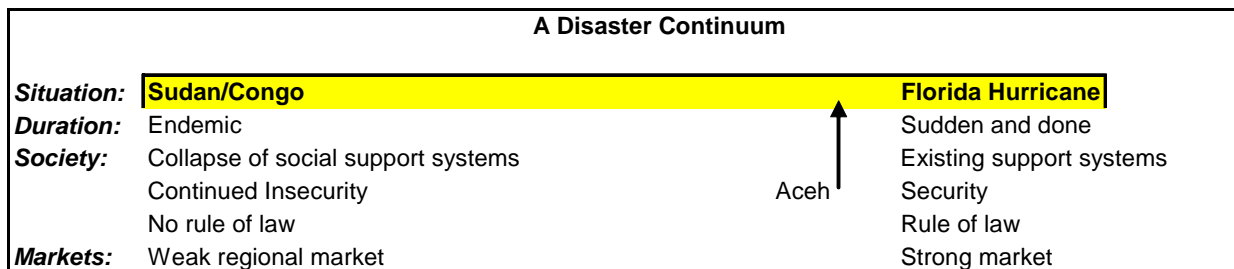 A Disaster Continuum
Situation: Sudan/Congo Florida Hurricane
Duration: Endemic Sudden and done
Society: Collapse of social support systems Existing support systems
Continued Insecurity Aceh Security
No rule of law Rule of law
Markets: Weak regional market Strong market